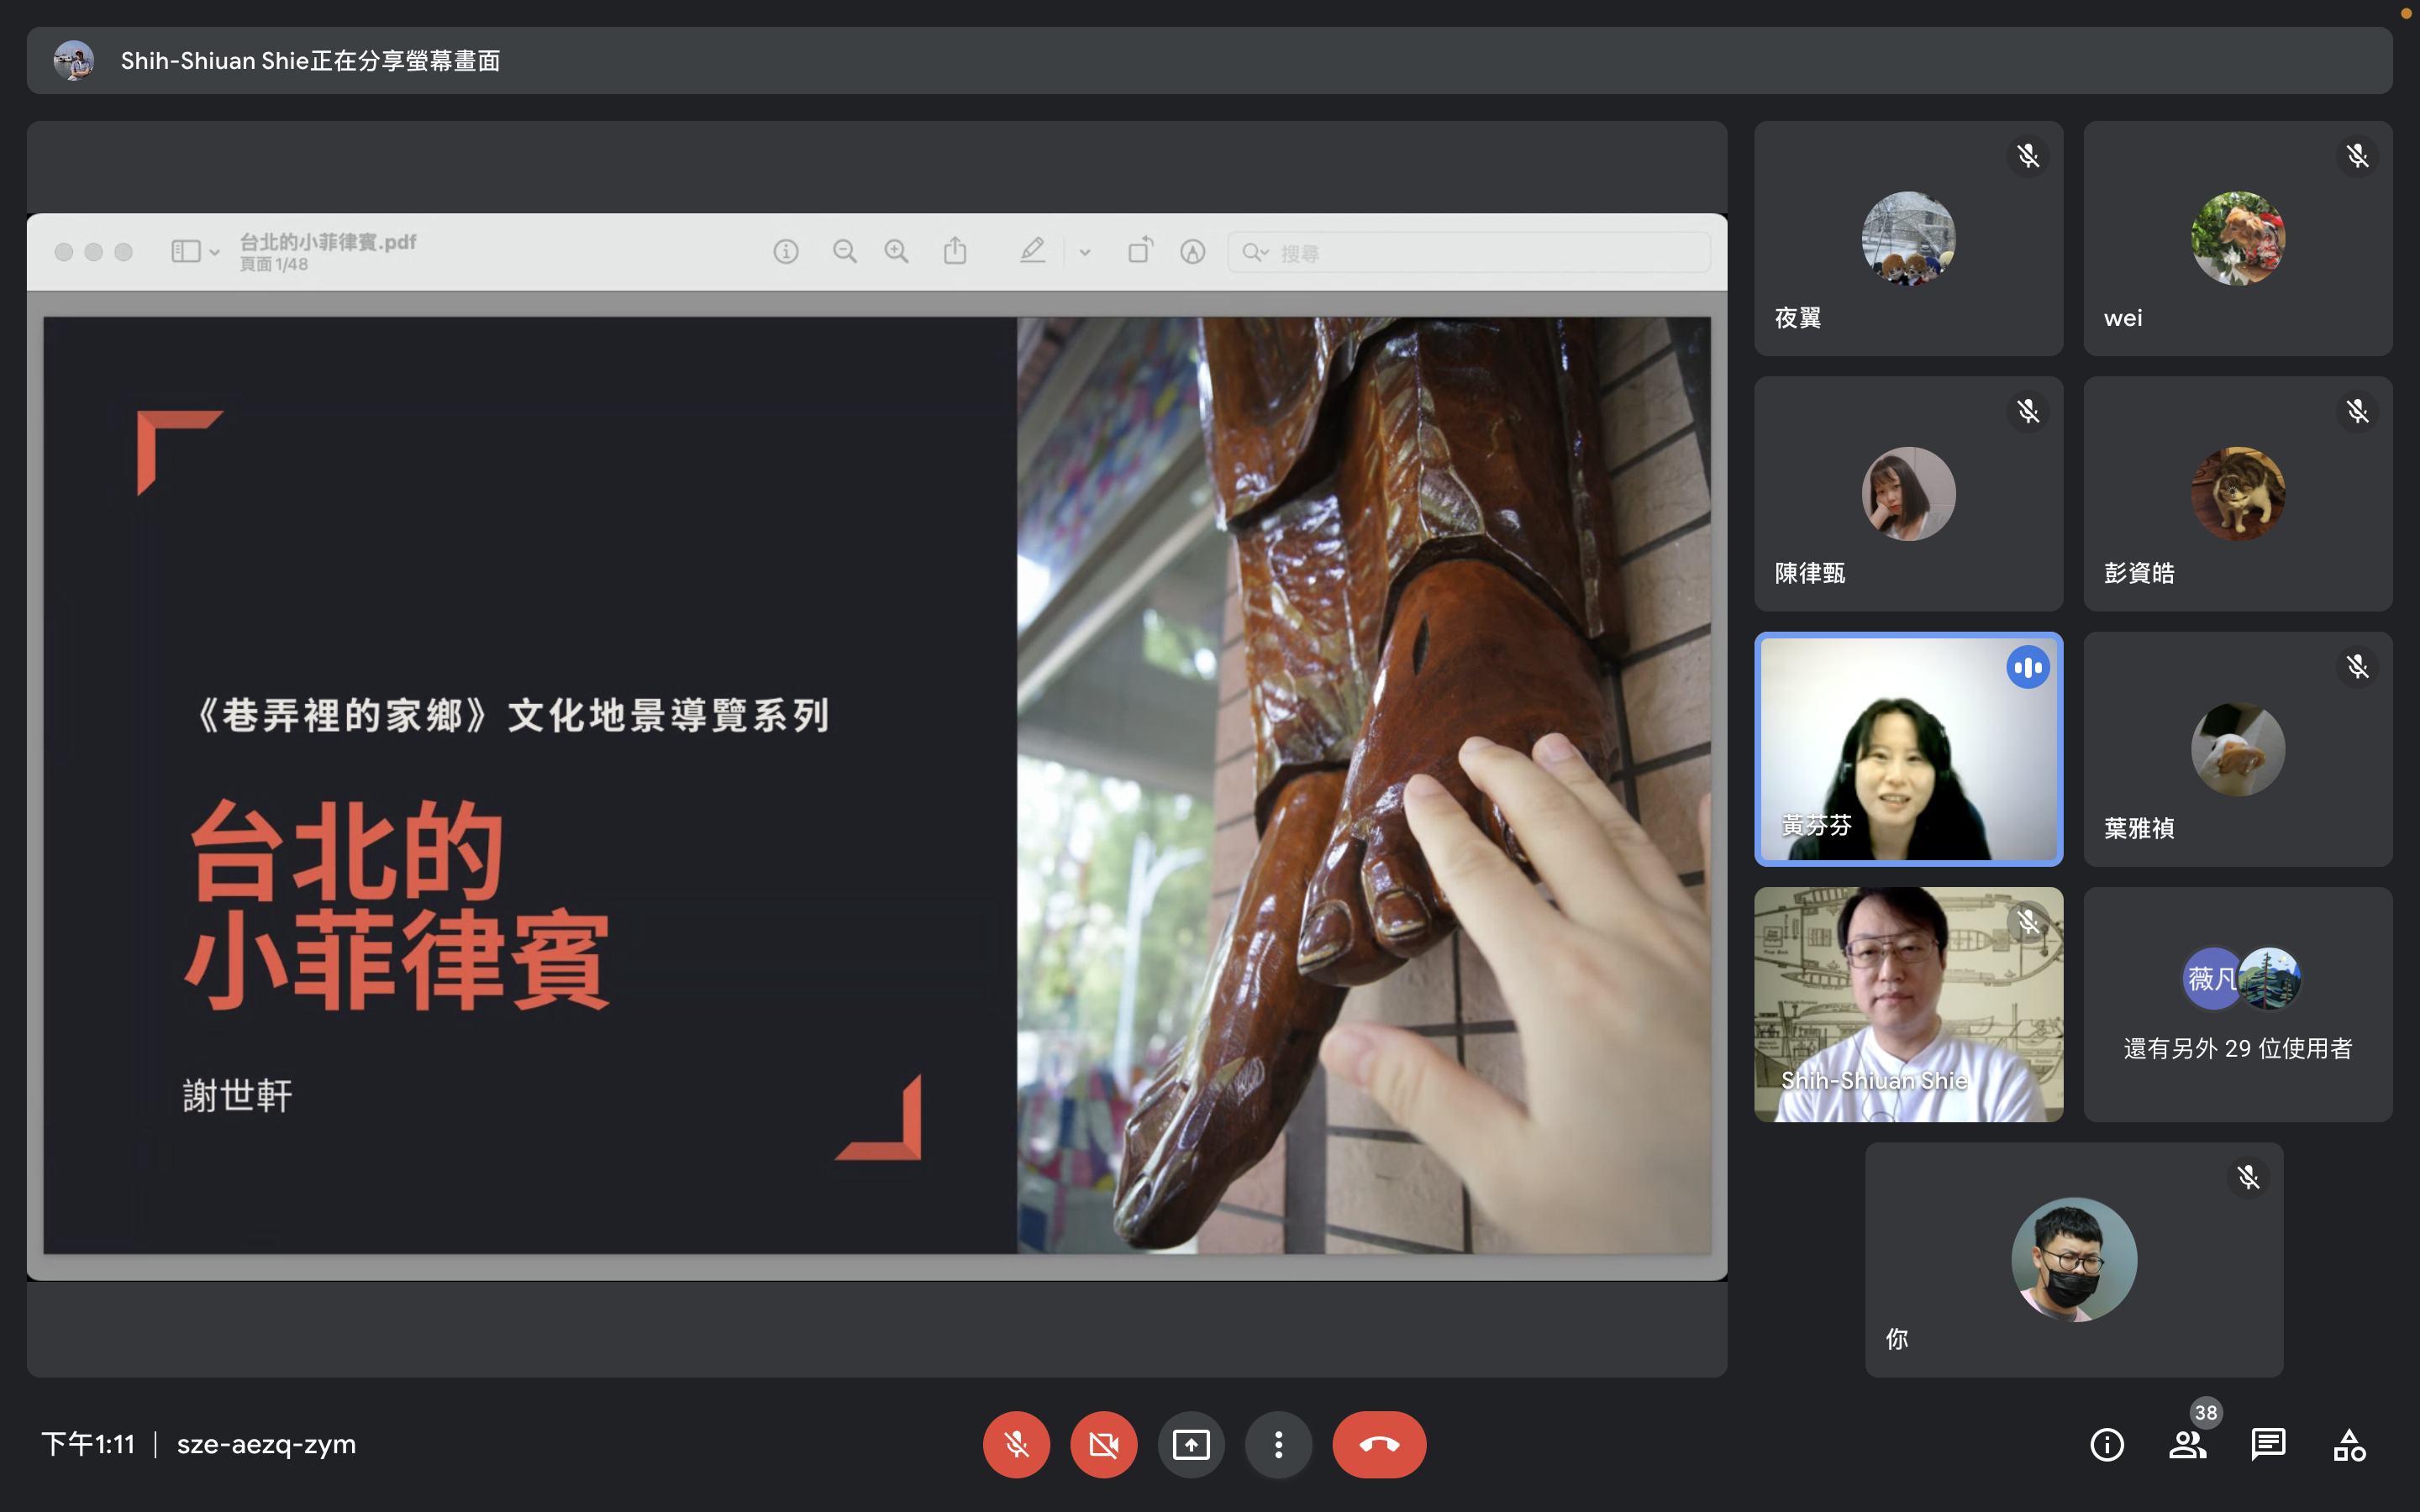 Shih-Shiuan Shie正在分享螢幕畫面
台北的小菲律賓.pdf
頁面 1/48
搜尋
《巷弄裡的家鄉》文化地景導覽系列
台北的
小菲律賓
謝世軒
夜翼
wei
陳律甄
彭資皓
黃芬芬
葉雅禎
Shih-Shiuan Shie
薇凡
還有另外 29 位使用者
你
下午1:11
sze-aezq-zym
38